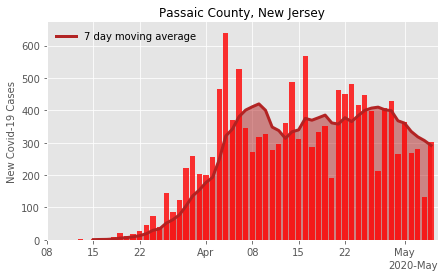 Passaic County, New Jersey
7 day moving average
New Covid-19 Cases
600
500
400
300
200
100
0
08 15 22 Apr 08 15 22 May
2020-May